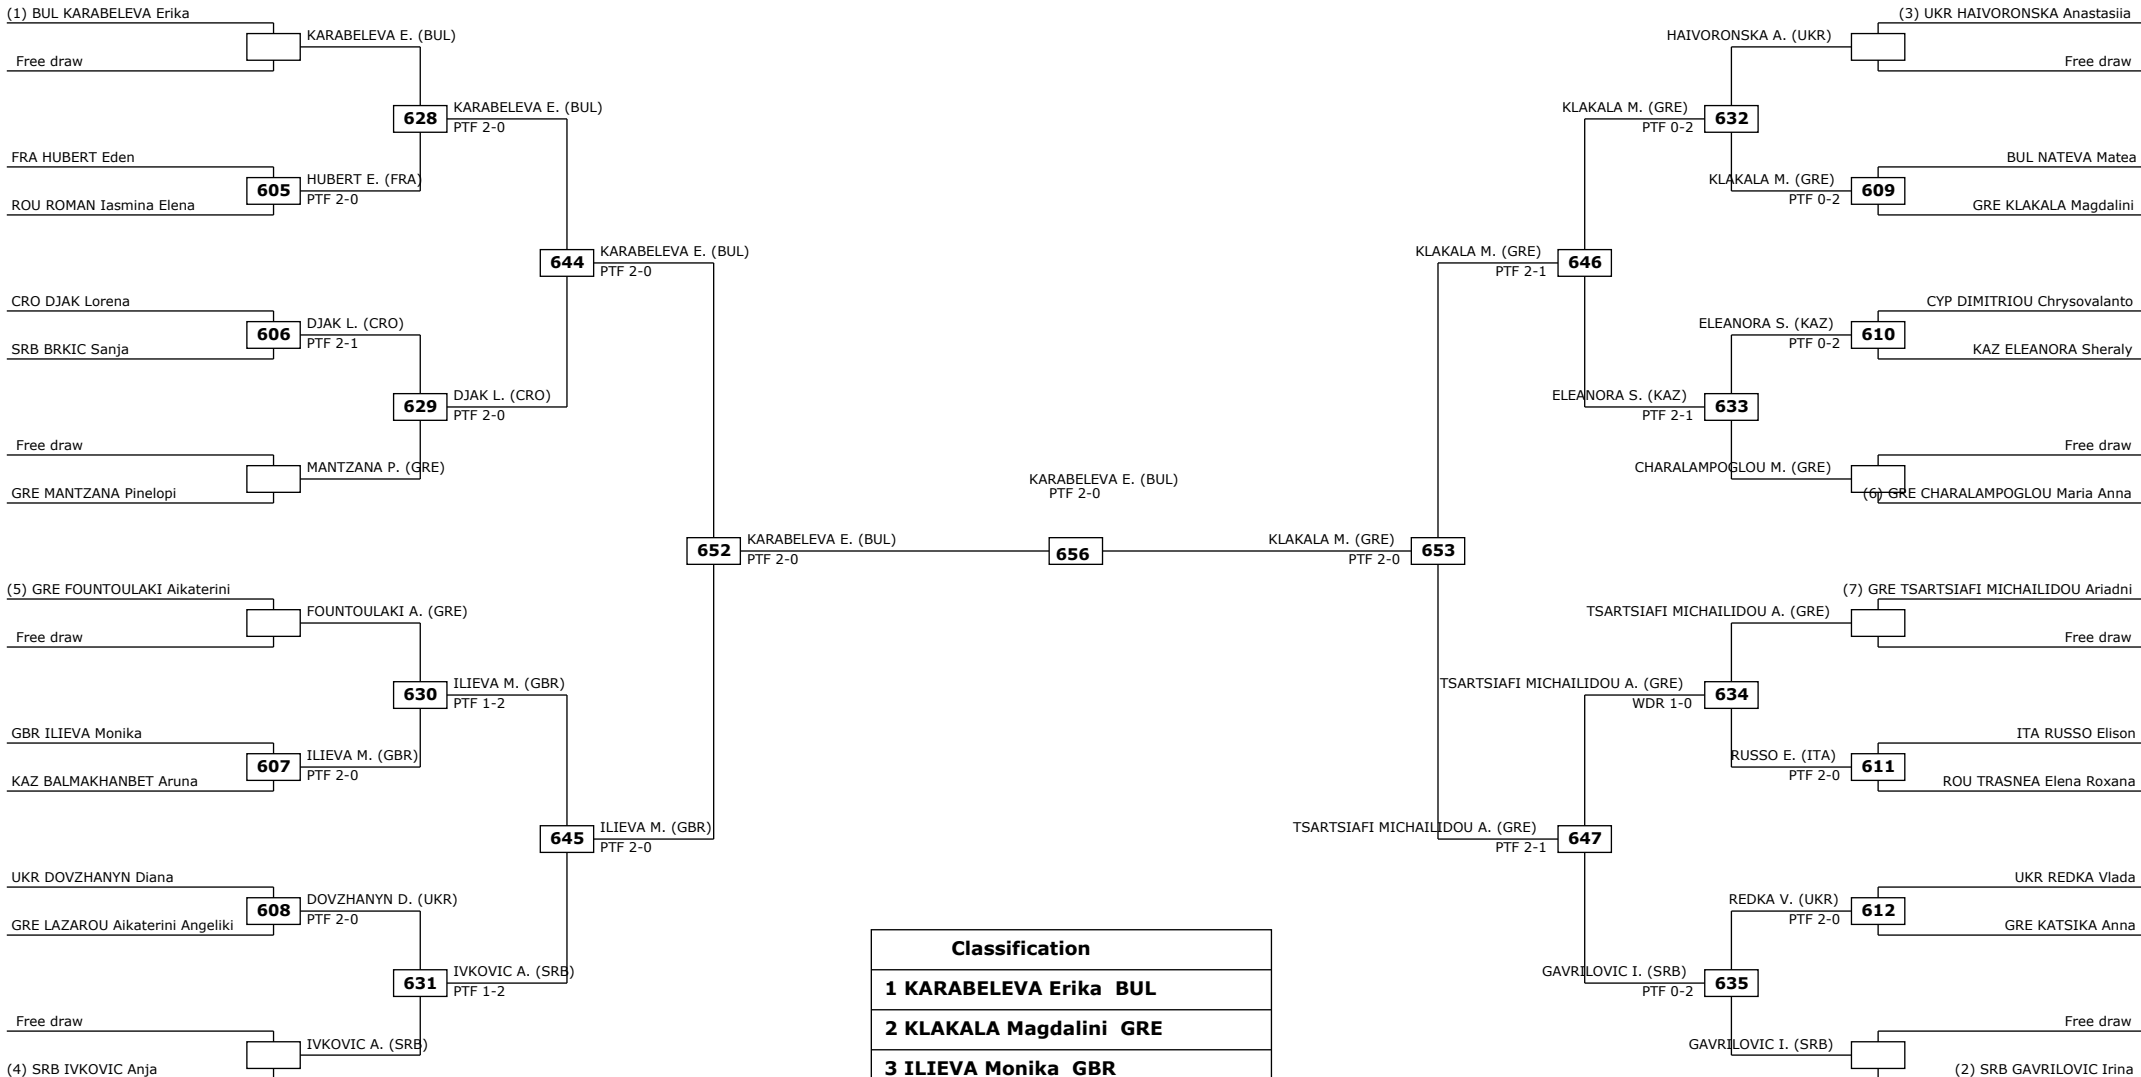 (1) BUL KARABELEVA Erika
KARABELEVA E. (BUL)
Free draw
628
KARABELEVA E. (BUL)
PTF 2-0
FRA HUBERT Eden
605
HUBERT E. (FRA)
PTF 2-0
ROU ROMAN Iasmina Elena
644
KARABELEVA E. (BUL)
PTF 2-0
CRO DJAK Lorena
606
DJAK L. (CRO)
PTF 2-1
SRB BRKIC Sanja
629
DJAK L. (CRO)
PTF 2-0
Free draw
MANTZANA P. (GRE)
GRE MANTZANA Pinelopi
652
KARABELEVA E. (BUL)
PTF 2-0
(5) GRE FOUNTOULAKI Aikaterini
FOUNTOULAKI A. (GRE)
Free draw
630
ILIEVA M. (GBR)
PTF 1-2
GBR ILIEVA Monika
607
ILIEVA M. (GBR)
PTF 2-0
KAZ BALMAKHANBET Aruna
645
ILIEVA M. (GBR)
PTF 2-0
UKR DOVZHANYN Diana
608
DOVZHANYN D. (UKR)
PTF 2-0
GRE LAZAROU Aikaterini Angeliki
631
IVKOVIC A. (SRB)
PTF 1-2
Free draw
IVKOVIC A. (SRB)
(4) SRB IVKOVIC Anja
KARABELEVA E. (BUL)
PTF 2-0
656
(3) UKR HAIVORONSKA Anastasiia
HAIVORONSKA A. (UKR)
Free draw
KLAKALA M. (GRE)
PTF 0-2
632
BUL NATEVA Matea
KLAKALA M. (GRE)
PTF 0-2
609
GRE KLAKALA Magdalini
KLAKALA M. (GRE)
PTF 2-1
646
CYP DIMITRIOU Chrysovalanto
ELEANORA S. (KAZ)
PTF 0-2
610
KAZ ELEANORA Sheraly
ELEANORA S. (KAZ)
PTF 2-1
633
Free draw
CHARALAMPOGLOU M. (GRE)
(6) GRE CHARALAMPOGLOU Maria Anna
KLAKALA M. (GRE)
PTF 2-0
653
(7) GRE TSARTSIAFI MICHAILIDOU Ariadni
TSARTSIAFI MICHAILIDOU A. (GRE)
Free draw
TSARTSIAFI MICHAILIDOU A. (GRE)
WDR 1-0
634
ITA RUSSO Elison
RUSSO E. (ITA)
PTF 2-0
611
ROU TRASNEA Elena Roxana
TSARTSIAFI MICHAILIDOU A. (GRE)
PTF 2-1
647
UKR REDKA Vlada
REDKA V. (UKR)
PTF 2-0
612
GRE KATSIKA Anna
GAVRILOVIC I. (SRB)
PTF 0-2
635
Free draw
GAVRILOVIC I. (SRB)
(2) SRB GAVRILOVIC Irina
Classification
1 KARABELEVA Erika BUL
2 KLAKALA Magdalini GRE
3 ILIEVA Monika GBR